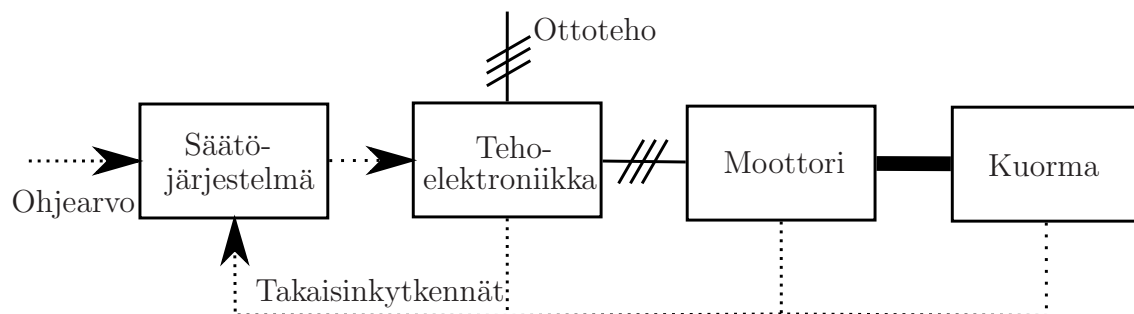 Ottoteho
Säätö-
järjestelmä
Teho-
elektroniikka
Moottori
Kuorma
Ohjearvo
Takaisinkytkennät